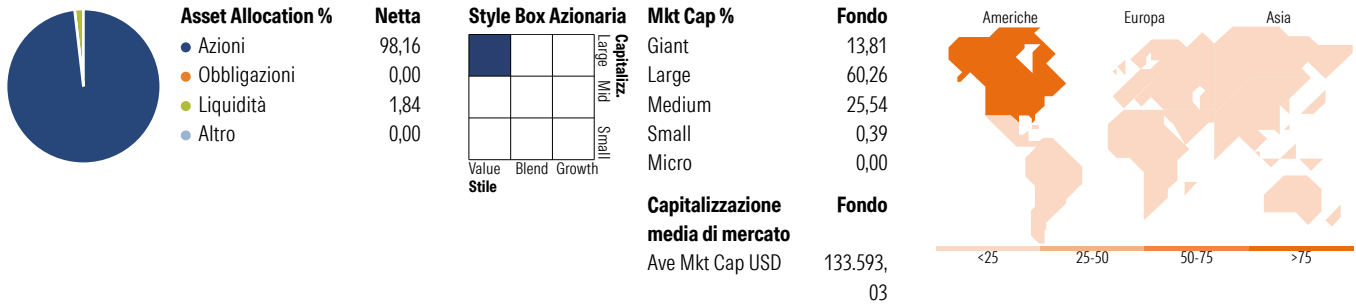 Asset Allocation % Netta
Azioni 98,16
Obbligazioni 0,00
Liquidità 1,84
Altro 0,00
Style Box Azionaria
Capitalizz.
Large
Mid
Small
Value Blend Growth
Stile
Mkt Cap % Fondo
Giant 13,81
Large 60,26
Medium 25,54
Small 0,39
Micro 0,00
Capitalizzazione Fondo
media di mercato
Ave Mkt Cap USD 133.593,
03
Americhe Europa Asia
<25 25-50 50-75 >75